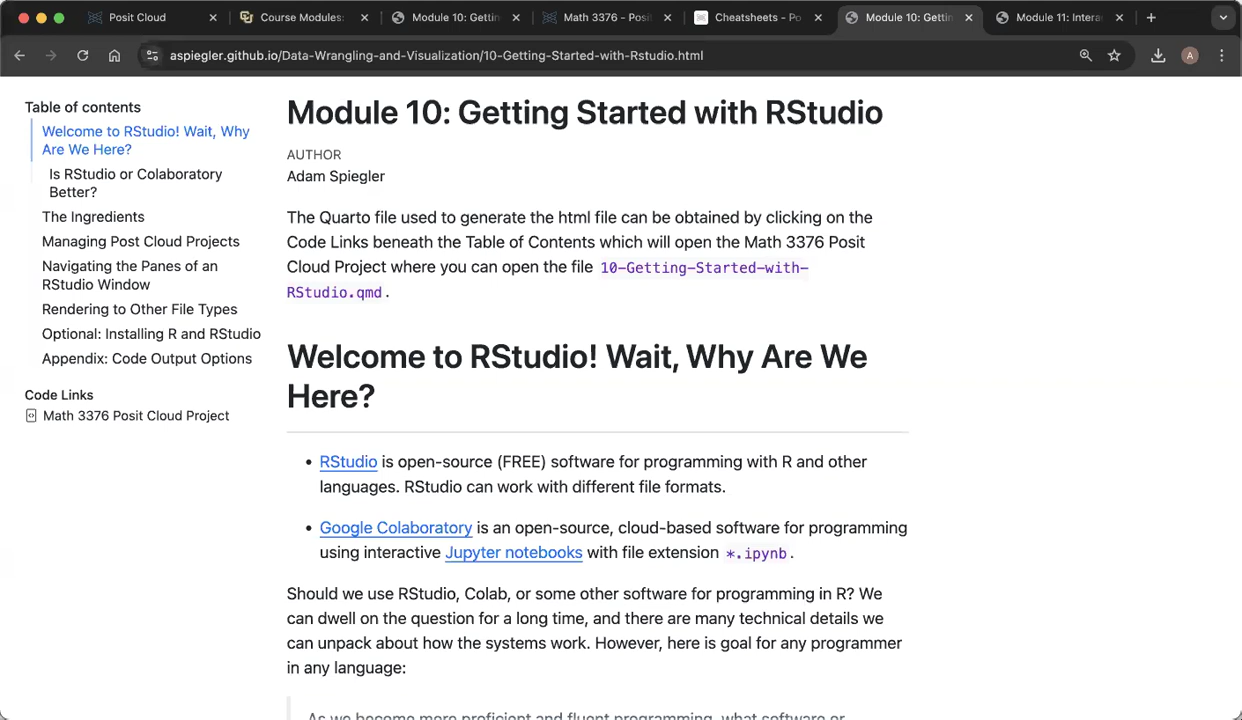 Posit Cloud
Course Modules:
Module 10: Gettin
Math 3376 - Posi
Cheatsheets - Po
Module 10: Gettin
Module 11: Intera
aspiegler.github.io/Data-Wrangling-and-Visualization/10-Getting-Started-with-Rstudio.html
A
Table of contents
Welcome to RStudio! Wait, Why
Are We Here?
Is RStudio or Colaboratory
Better?
The Ingredients
Managing Post Cloud Projects
Navigating the Panes of an
RStudio Window
Rendering to Other File Types
Optional: Installing R and RStudio
Appendix: Code Output Options
Code Links
Math 3376 Posit Cloud Project
Module 10: Getting Started with RStudio
AUTHOR
Adam Spiegler
The Quarto file used to generate the html file can be obtained by clicking on the
Code Links beneath the Table of Contents which will open the Math 3376 Posit
Cloud Project where you can open the file 10-Getting-Started-with-
RStudio.qmd.
Welcome to RStudio! Wait, Why Are We
Here?
• RStudio is open-source (FREE) software for programming with R and other
languages. RStudio can work with different file formats.
• Google Colaboratory is an open-source, cloud-based software for programming
using interactive Jupyter notebooks with file extension *.ipynb.
Should we use RStudio, Colab, or some other software for programming in R? We
can dwell on the question for a long time, and there are many technical details we
can unpack about how the systems work. However, here is goal for any programmer
in any language:
As we become more proficient and fluent programming, what software or